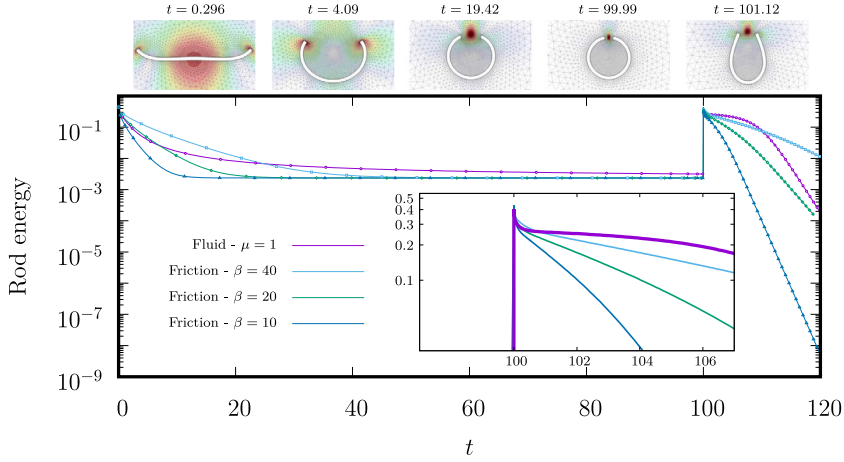 t = 0.296 t = 4.09 t = 19.42 t = 99.99 t = 101.12
10⁻¹
10⁻³
10⁻⁵
10⁻⁷
10⁻⁹
Rod energy
Fluid - μ = 1
Friction - β = 40
Friction - β = 20
Friction - β = 10
0.5
0.4
0.3
0.2
0.1
100 102 104 106
0 20 40 60 80 100 120
t